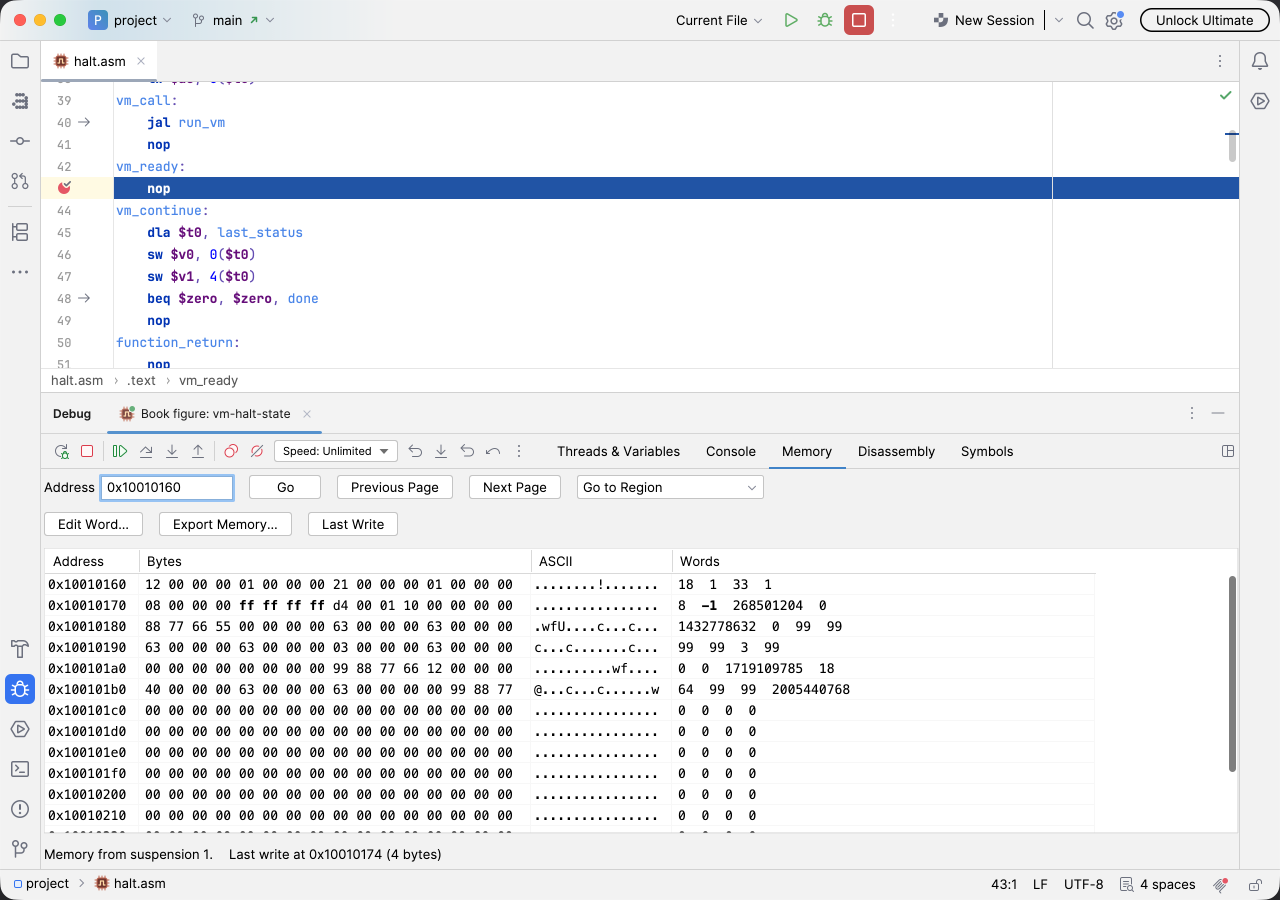 P project main Current File New Session Unlock Ultimate
halt.asm
39 vm_call:
40 jal run_vm
41 nop
42 vm_ready:
nop
44 vm_continue:
45 dla $t0, last_status
46 sw $v0, 0($t0)
47 sw $v1, 4($t0)
48 beq $zero, $zero, done
49 nop
50 function_return:
51 nop
halt.asm › .text › vm_ready
Debug Book figure: vm-halt-state
Speed: Unlimited Threads & Variables Console Memory Disassembly Symbols
Address 0x10010160 Go Previous Page Next Page Go to Region
Edit Word... Export Memory... Last Write
Address Bytes ASCII Words
0x10010160 12 00 00 00 01 00 00 00 21 00 00 00 01 00 00 00 ........!....... 18 1 33 1
0x10010170 08 00 00 00 ff ff ff ff d4 00 01 10 00 00 00 00 ................ 8 -1 268501204 0
0x10010180 88 77 66 55 00 00 00 00 63 00 00 00 63 00 00 00 .wfU....c...c... 1432778632 0 99 99
0x10010190 63 00 00 00 63 00 00 00 03 00 00 00 63 00 00 00 c...c.......c... 99 99 3 99
0x100101a0 00 00 00 00 00 00 00 00 99 88 77 66 12 00 00 00 ..........wf.... 0 0 1719109785 18
0x100101b0 40 00 00 00 63 00 00 00 63 00 00 00 00 99 88 77 @...c...c......w 64 99 99 2005440768
0x100101c0 00 00 00 00 00 00 00 00 00 00 00 00 00 00 00 00 ................ 0 0 0 0
0x100101d0 00 00 00 00 00 00 00 00 00 00 00 00 00 00 00 00 ................ 0 0 0 0
0x100101e0 00 00 00 00 00 00 00 00 00 00 00 00 00 00 00 00 ................ 0 0 0 0
0x100101f0 00 00 00 00 00 00 00 00 00 00 00 00 00 00 00 00 ................ 0 0 0 0
0x10010200 00 00 00 00 00 00 00 00 00 00 00 00 00 00 00 00 ................ 0 0 0 0
0x10010210 00 00 00 00 00 00 00 00 00 00 00 00 00 00 00 00 ................ 0 0 0 0
Memory from suspension 1. Last write at 0x10010174 (4 bytes)
project › halt.asm 43:1 LF UTF-8 4 spaces